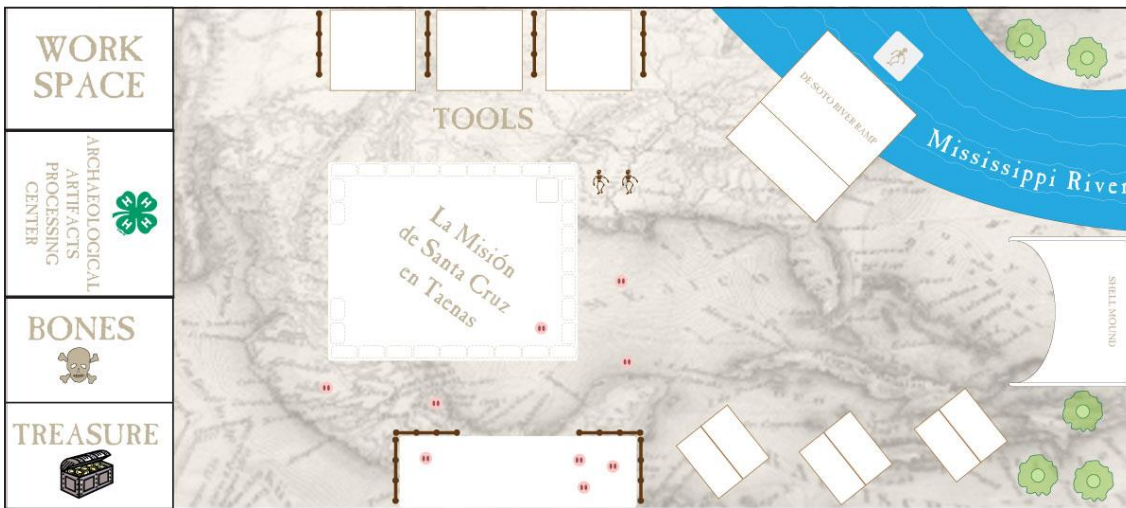 WORK
SPACE
ARCHAEOLOGICAL
ARTIFACTS
PROCESSING
CENTER
H H
H H
BONES
TREASURE
TOOLS
La Misión
de Santa Cruz
en Taenas
DE SOTO RIVER RAMP
Mississippi River
SHELL MOUND